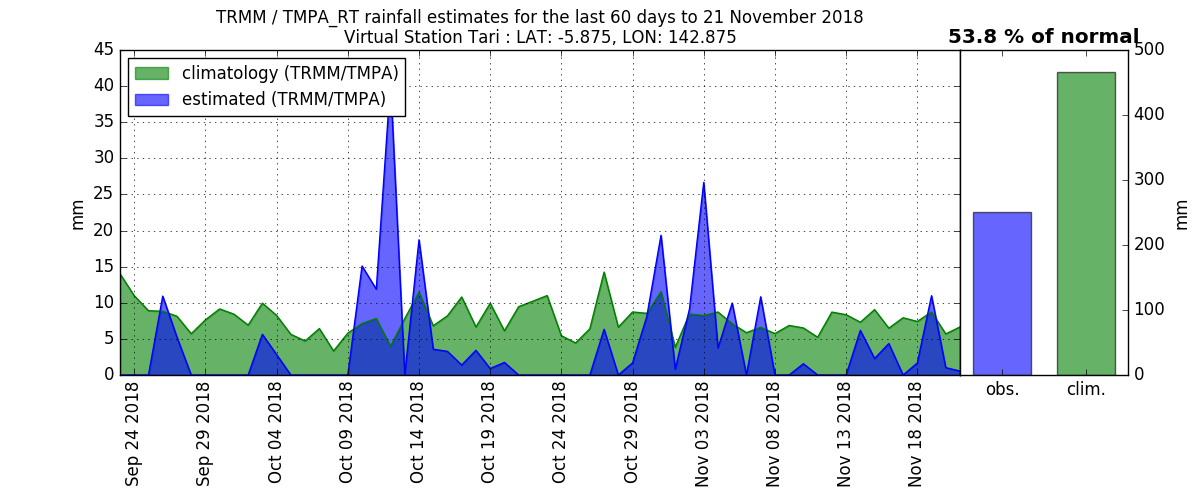 TRMM / TMPA_RT rainfall estimates for the last 60 days to 21 November 2018
Virtual Station Tari : LAT: -5.875, LON: 142.875
53.8 % of normal
climatology (TRMM/TMPA)
estimated (TRMM/TMPA)
45
40
35
30
25
20
15
10
5
0
mm
Sep 24 2018
Sep 29 2018
Oct 04 2018
Oct 09 2018
Oct 14 2018
Oct 19 2018
Oct 24 2018
Oct 29 2018
Nov 03 2018
Nov 08 2018
Nov 13 2018
Nov 18 2018
obs.
clim.
500
400
300
200
100
0
mm